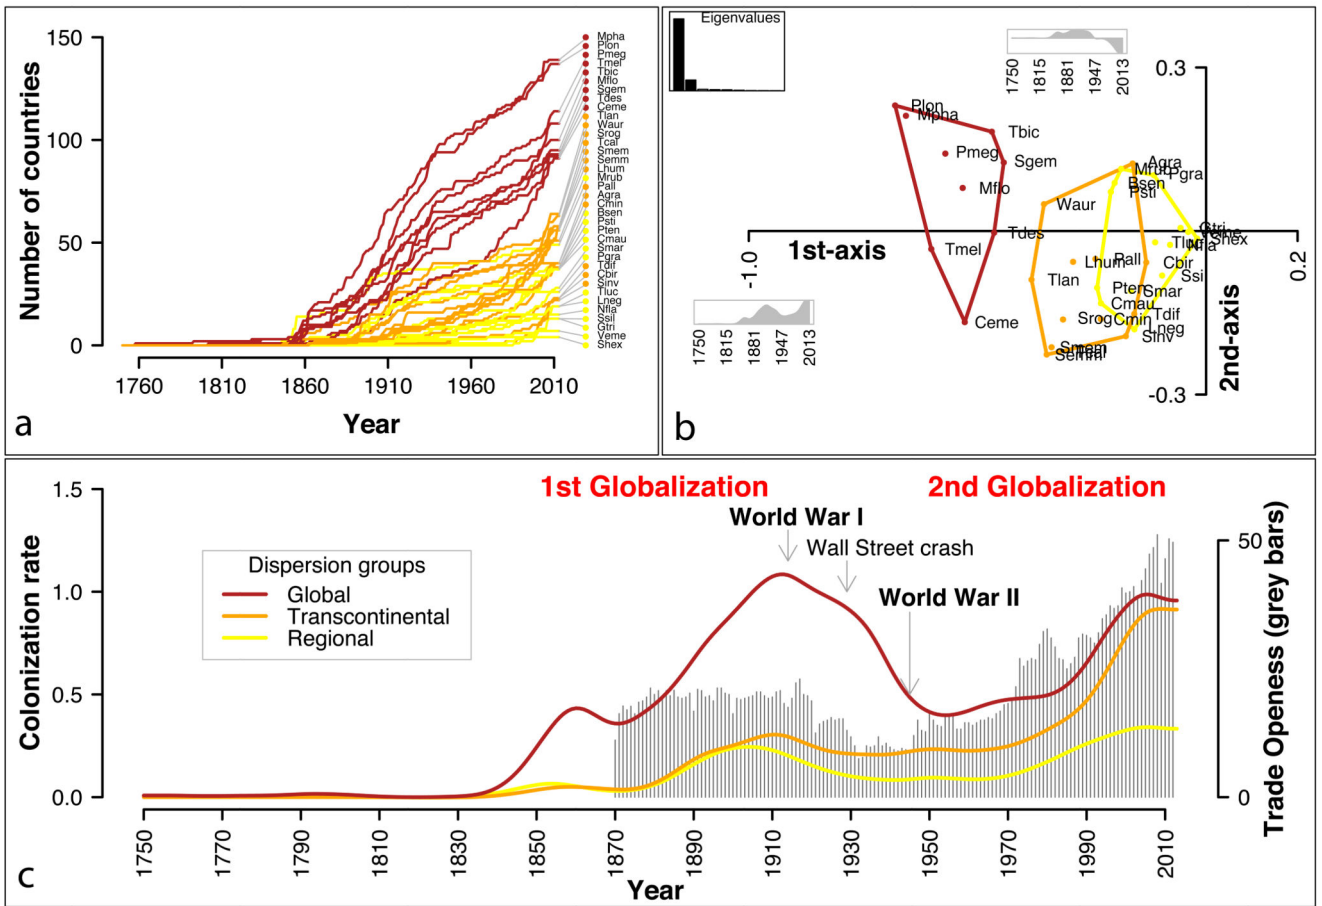 150
100
50
0
Number of countries
1760
1810
1860
1910
1960
2010
Year
a
Mpha
Plon
Pmeg
Tmel
Tbic
Mflo
Sgem
Tdes
Ceme
Tlan
Waur
Srog
Tcal
Smem
Semm
Lhum
Mrub
Pall
Agra
Cmin
Bsen
Psti
Pten
Cmau
Smar
Pgra
Tdif
Cbir
Sinv
Tluc
Lneg
Nfla
Ssil
Gtri
Veme
Shex
Eigenvalues
1750
1815
1881
1947
2013
0.3
Plon
Mpha
Tbic
Pmeg
Sgem
Mflo
Agra
Mrub
Pgra
Bsen
Psti
Waur
Gtri
Shex
1st-axis
Tdes
-1.0
0.2
Tmel
Lhum
Pall
Cbir
Tlan
Ssi
Pten
Smar
Cmau
Ceme
Srog
Cmin
Tdif
Lneg
Sinv
Smem
Semm
1750
1815
1881
1947
2013
2nd-axis
-0.3
b
1st Globalization
2nd Globalization
World War I
Wall Street crash
World War II
1.5
1.0
0.5
0.0
Colonization rate
Dispersion groups
Global
Transcontinental
Regional
50
0
Trade Openess (grey bars)
1750
1770
1790
1810
1830
1850
1870
1890
1910
1930
1950
1970
1990
2010
Year
c